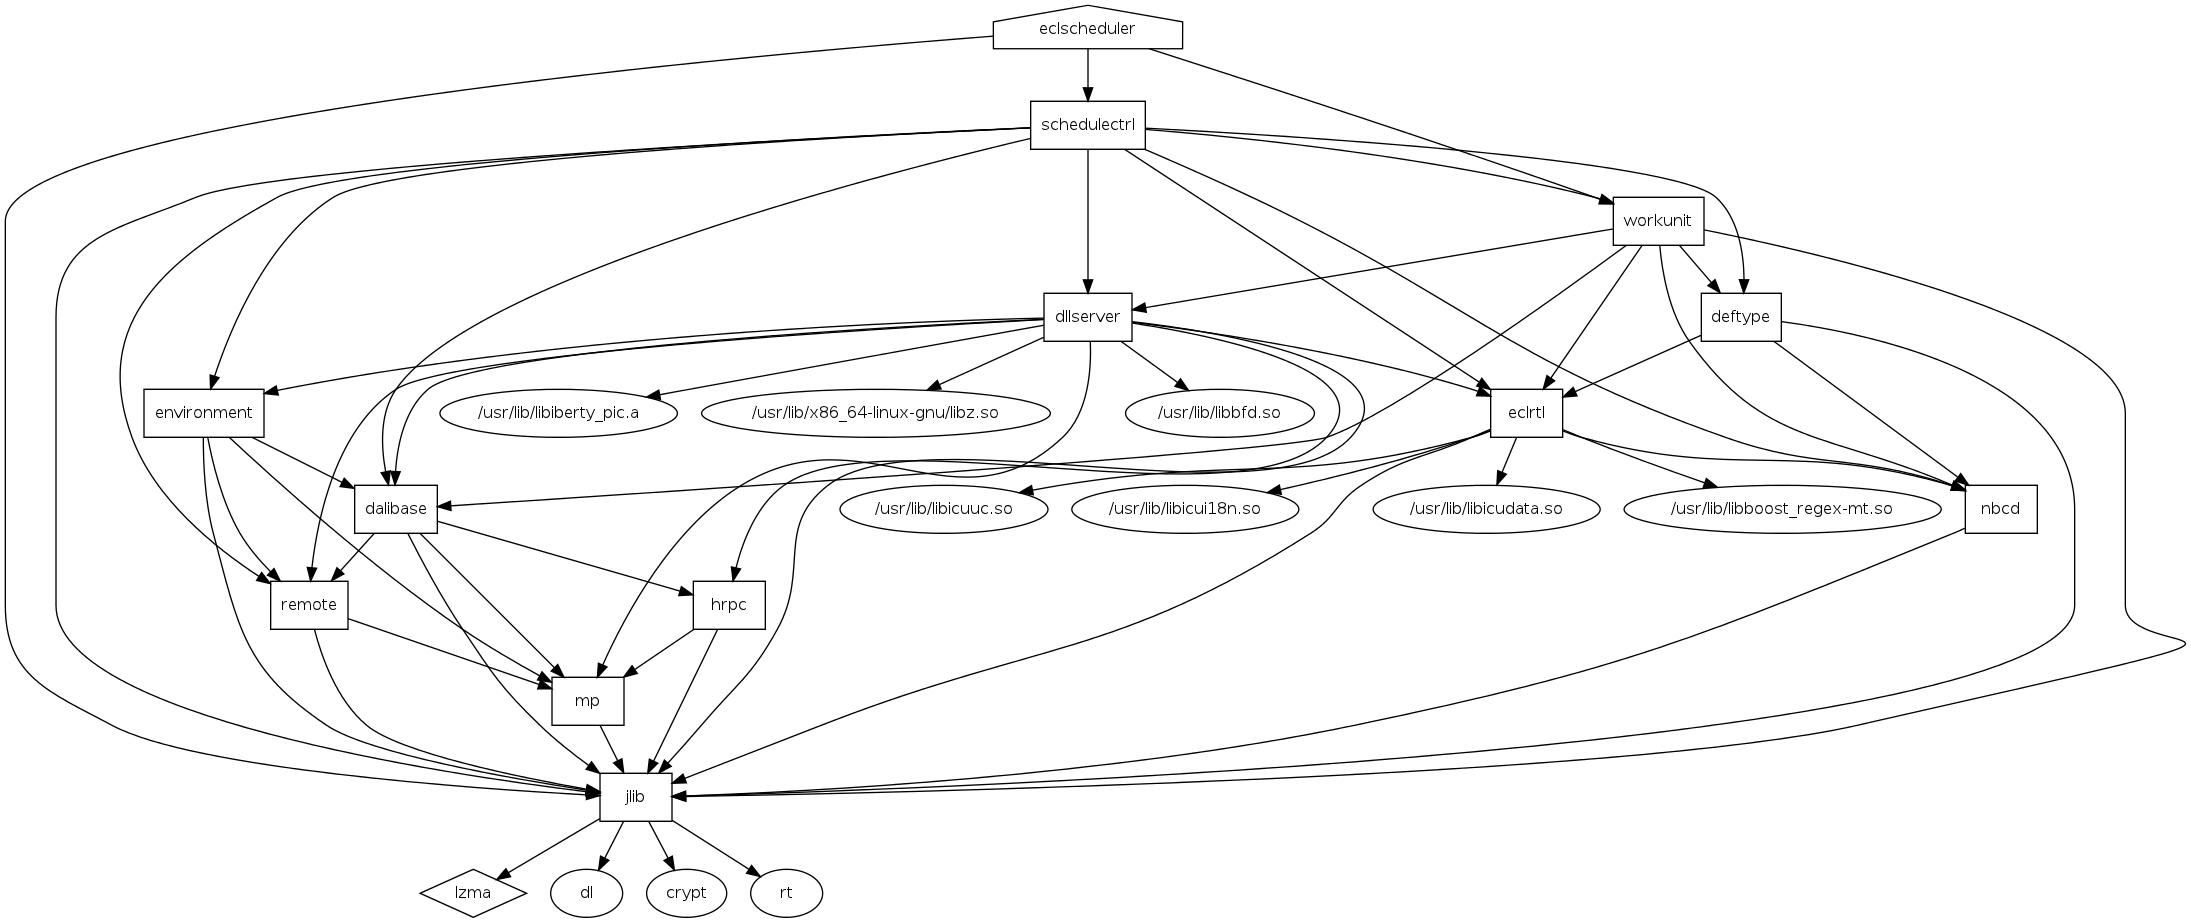 eclscheduler
schedulectrl
workunit
dllserver
deftype
environment
/usr/lib/libiberty_pic.a
/usr/lib/x86_64-linux-gnu/libz.so
/usr/lib/libbfd.so
eclrtl
dalibase
/usr/lib/libicuuc.so
/usr/lib/libicui18n.so
/usr/lib/libicudata.so
/usr/lib/libboost_regex-mt.so
nbcd
remote
hrpc
mp
jlib
lzma
dl
crypt
rt